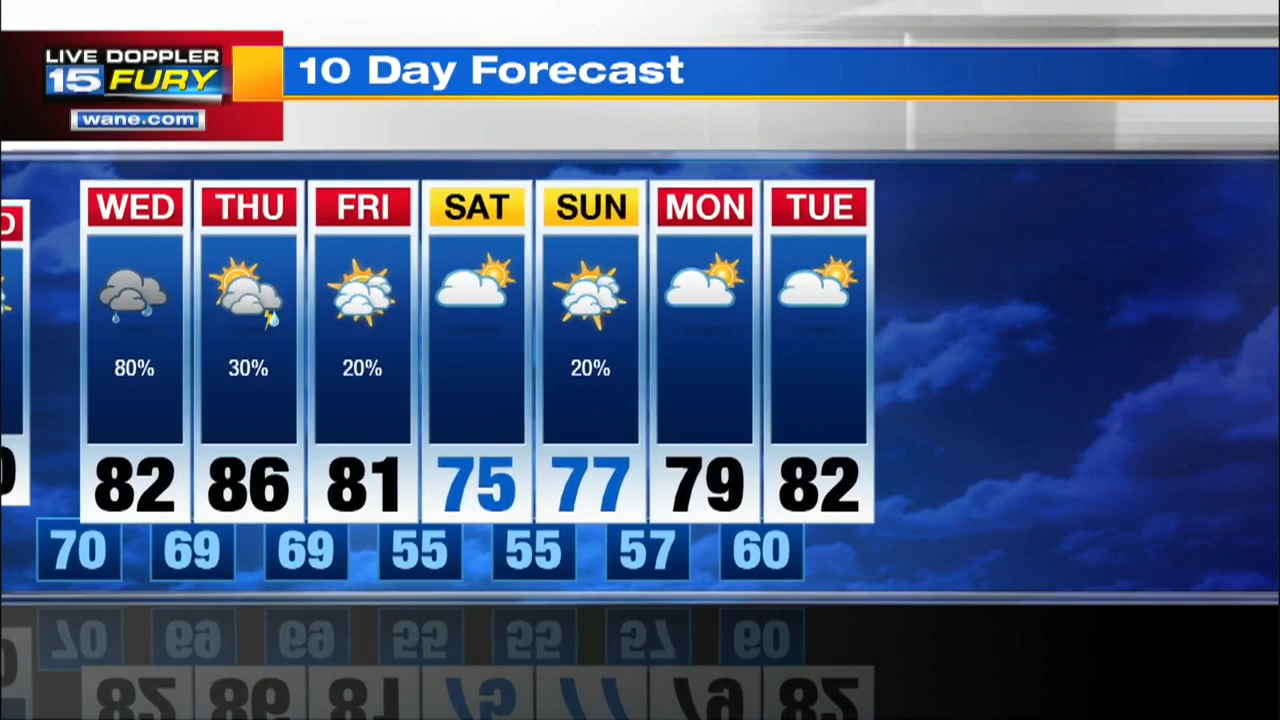 LIVE DOPPLER
15 FURY
wane.com
10 Day Forecast
WED THU FRI SAT SUN MON TUE
80% 30% 20% 20%
82 86 81 75 77 79 82
70 69 69 55 55 57 60